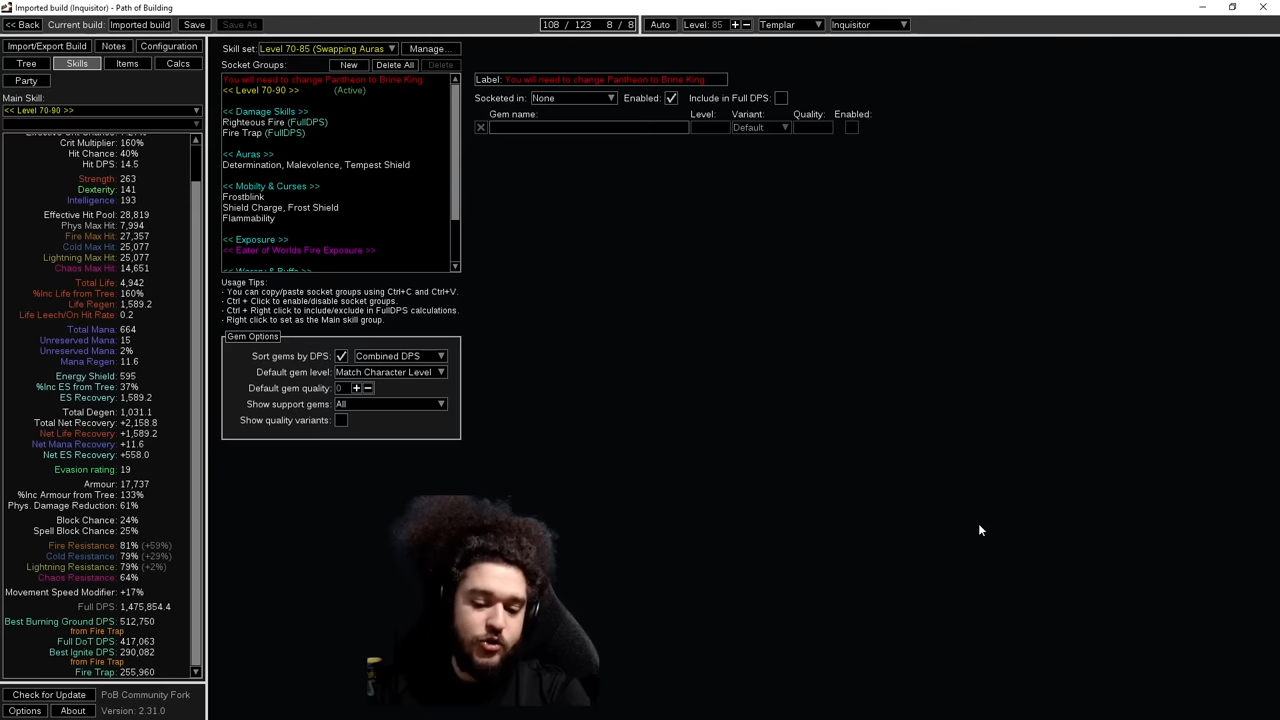 Imported build (Inquisitor) - Path of Building
<< Back Current build: Imported build Save Save As 108 / 123 8 / 8 Auto Level: 85 Templar Inquisitor
Import/Export Build Notes Configuration
Tree Skills Items Calcs
Party
Main Skill:
<< Level 70-90 >>
Crit Multiplier: 160%
Hit Chance: 40%
Hit DPS: 14.5
Strength: 263
Dexterity: 141
Intelligence: 193
Effective Hit Pool: 28,819
Phys Max Hit: 7,994
Fire Max Hit: 27,357
Cold Max Hit: 25,077
Lightning Max Hit: 25,077
Chaos Max Hit: 14,651
Total Life: 4,942
%Inc Life from Tree: 160%
Life Regen: 1,589.2
Life Leech/On Hit Rate: 0.2
Total Mana: 664
Unreserved Mana: 15
Unreserved Mana: 2%
Mana Regen: 11.6
Energy Shield: 595
%Inc ES from Tree: 37%
ES Recovery: 1,589.2
Total Degen: 1,031.1
Total Net Recovery: +2,158.8
Net Life Recovery: +1,589.2
Net Mana Recovery: +11.6
Net ES Recovery: +558.0
Evasion rating: 19
Armour: 17,737
%Inc Armour from Tree: 133%
Phys. Damage Reduction: 61%
Block Chance: 24%
Spell Block Chance: 25%
Fire Resistance: 81% (+59%)
Cold Resistance: 79% (+29%)
Lightning Resistance: 79% (+2%)
Chaos Resistance: 64%
Movement Speed Modifier: +17%
Full DPS: 1,475,854.4
Best Burning Ground DPS: 512,750
from Fire Trap
Full DoT DPS: 417,063
Best Ignite DPS: 290,082
from Fire Trap
Fire Trap: 255,960
Check for Update PoB Community Fork
Options About Version: 2.31.0
Skill set: Level 70-85 (Swapping Auras Manage...
Socket Groups: New Delete All Delete
You will need to change Pantheon to Brine King
<< Level 70-90 >> (Active)
<< Damage Skills >>
Righteous Fire (FullDPS)
Fire Trap (FullDPS)
<< Auras >>
Determination, Malevolence, Tempest Shield
<< Mobilty & Curses >>
Frostblink
Shield Charge, Frost Shield
Flammability
<< Exposure >>
<< Eater of Worlds Fire Exposure >>
Usage Tips:
- You can copy/paste socket groups using Ctrl+C and Ctrl+V.
- Ctrl + Click to enable/disable socket groups.
- Ctrl + Right click to include/exclude in FullDPS calculations.
- Right click to set as the Main skill group.
Gem Options
Sort gems by DPS: Combined DPS
Default gem level: Match Character Level
Default gem quality: 0
Show support gems: All
Show quality variants:
Label: You will need to change Pantheon to Brine King
Socketed in: None Enabled: Include in Full DPS:
Gem name: Level: Variant: Quality: Enabled:
Default